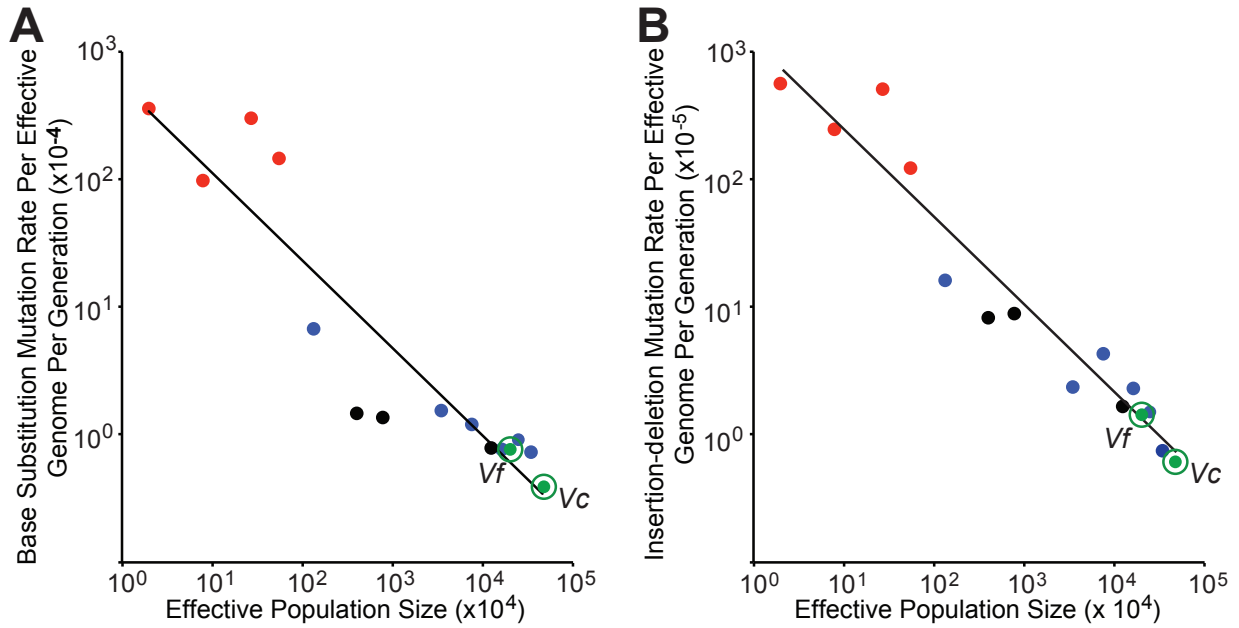 A
Base Substitution Mutation Rate Per Effective
Genome Per Generation (x10⁻⁴)
10³
10²
10¹
10⁰
Vf
Vc
10⁰ 10¹ 10² 10³ 10⁴ 10⁵
Effective Population Size (x10⁴)
B
Insertion-deletion Mutation Rate Per Effective
Genome Per Generation (x10⁻⁵)
10³
10²
10¹
10⁰
Vf
Vc
10⁰ 10¹ 10² 10³ 10⁴ 10⁵
Effective Population Size (x 10⁴)